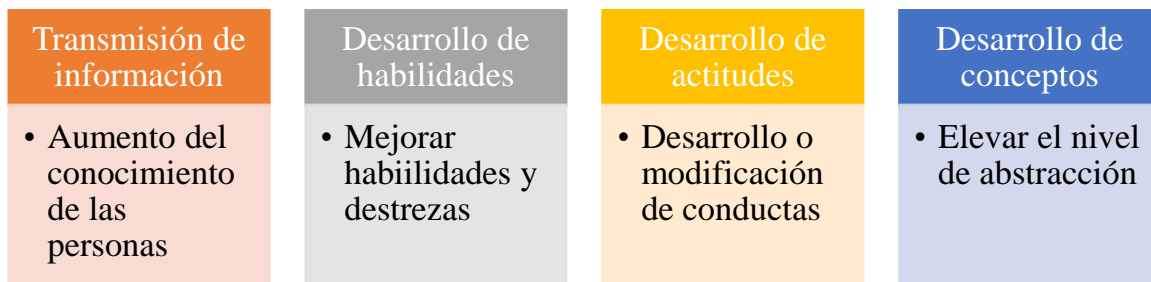 Transmisión de
información
• Aumento del
conocimiento
de las
personas
Desarrollo de
habilidades
• Mejorar
habiilidades y
destrezas
Desarrollo de
actitudes
• Desarrollo o
modificación
de conductas
Desarrollo de
conceptos
• Elevar el nivel
de abstracción